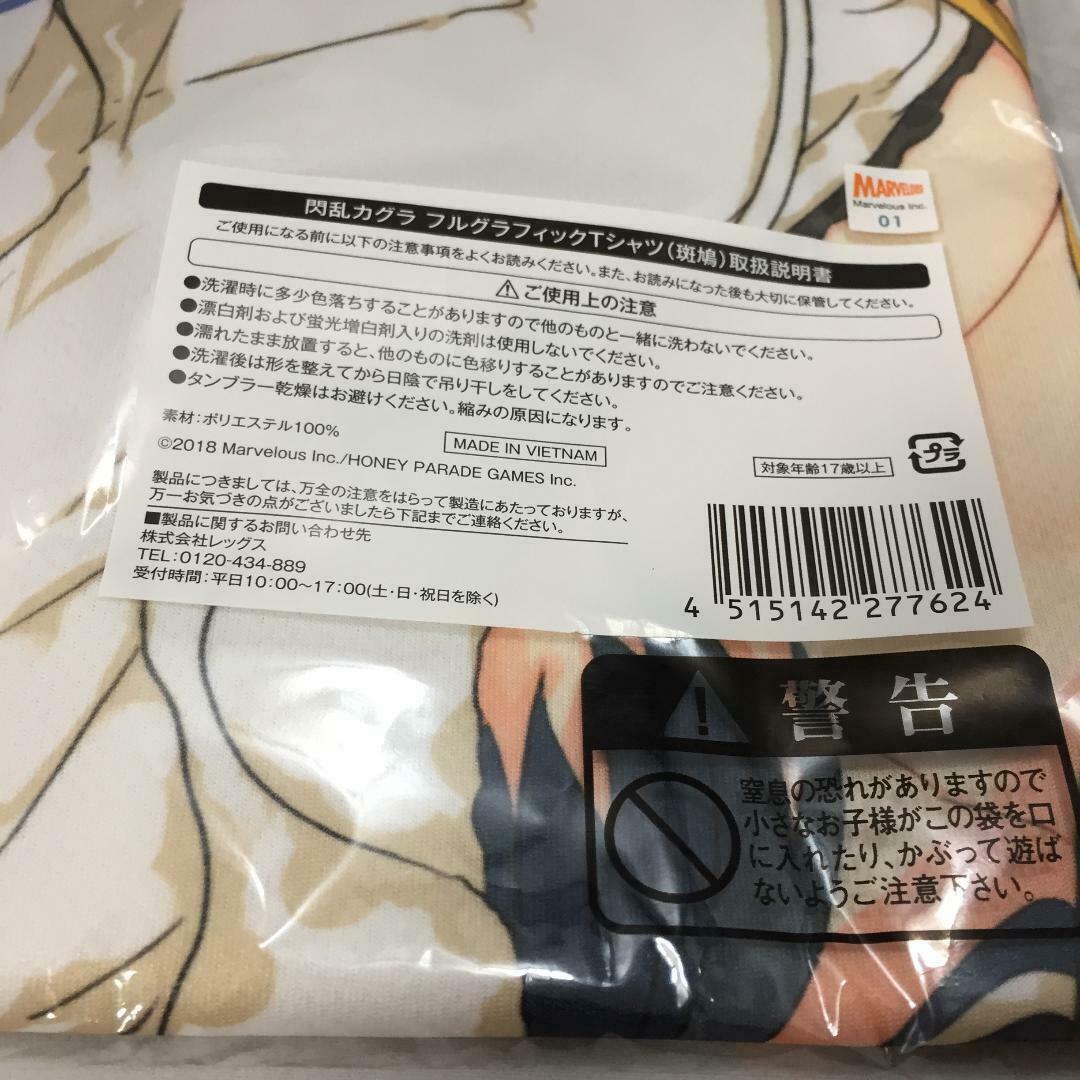 MARVELOUS
Marvelous Inc.
01
閃乱カグラ フルグラフィックTシャツ(斑鳩)取扱説明書
ご使用になる前に以下の注意事項をよくお読みください。また、お読みになった後も大切に保管してください。
⚠ご使用上の注意
●洗濯時に多少色落ちすることがありますので他のものと一緒に洗わないでください。
●漂白剤および蛍光増白剤入りの洗剤は使用しないでください。
●濡れたまま放置すると、他のものに色移りすることがありますのでご注意ください。
●洗濯後は形を整えてから日陰で吊り干しをしてください。
●タンブラー乾燥はお避けください。縮みの原因になります。
素材:ポリエステル100%
MADE IN VIETNAM
©2018 Marvelous Inc./HONEY PARADE GAMES Inc.
対象年齢17歳以上
プラ
製品につきましては、万全の注意をはらって製造にあたっておりますが、
万一お気づきの点がございましたら下記までご連絡ください。
■製品に関するお問い合わせ先
株式会社レッグス
TEL:0120-434-889
受付時間:平日10:00〜17:00(土・日・祝日を除く)
4 515142 277624
警告
窒息の恐れがありますので
小さなお子様がこの袋を口
に入れたり、かぶって遊ば
ないようご注意下さい。